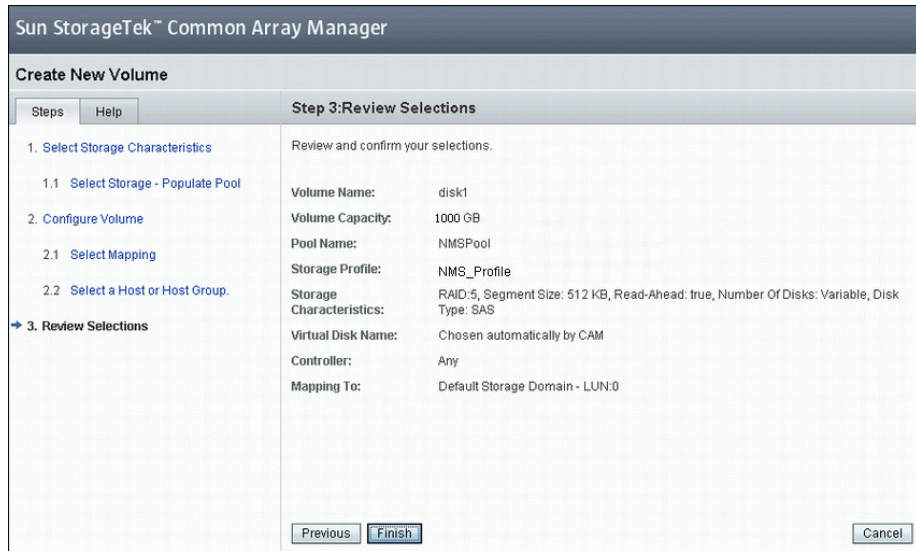 Sun StorageTek™ Common Array Manager
Create New Volume
Steps Help
1. Select Storage Characteristics
1.1 Select Storage - Populate Pool
2. Configure Volume
2.1 Select Mapping
2.2 Select a Host or Host Group.
3. Review Selections
Step 3:Review Selections
Review and confirm your selections.
Volume Name: disk1
Volume Capacity: 1000 GB
Pool Name: NMSPool
Storage Profile: NMS_Profile
Storage Characteristics: RAID:5, Segment Size: 512 KB, Read-Ahead: true, Number Of Disks: Variable, Disk
Type: SAS
Virtual Disk Name: Chosen automatically by CAM
Controller: Any
Mapping To: Default Storage Domain - LUN:0
Previous Finish Cancel